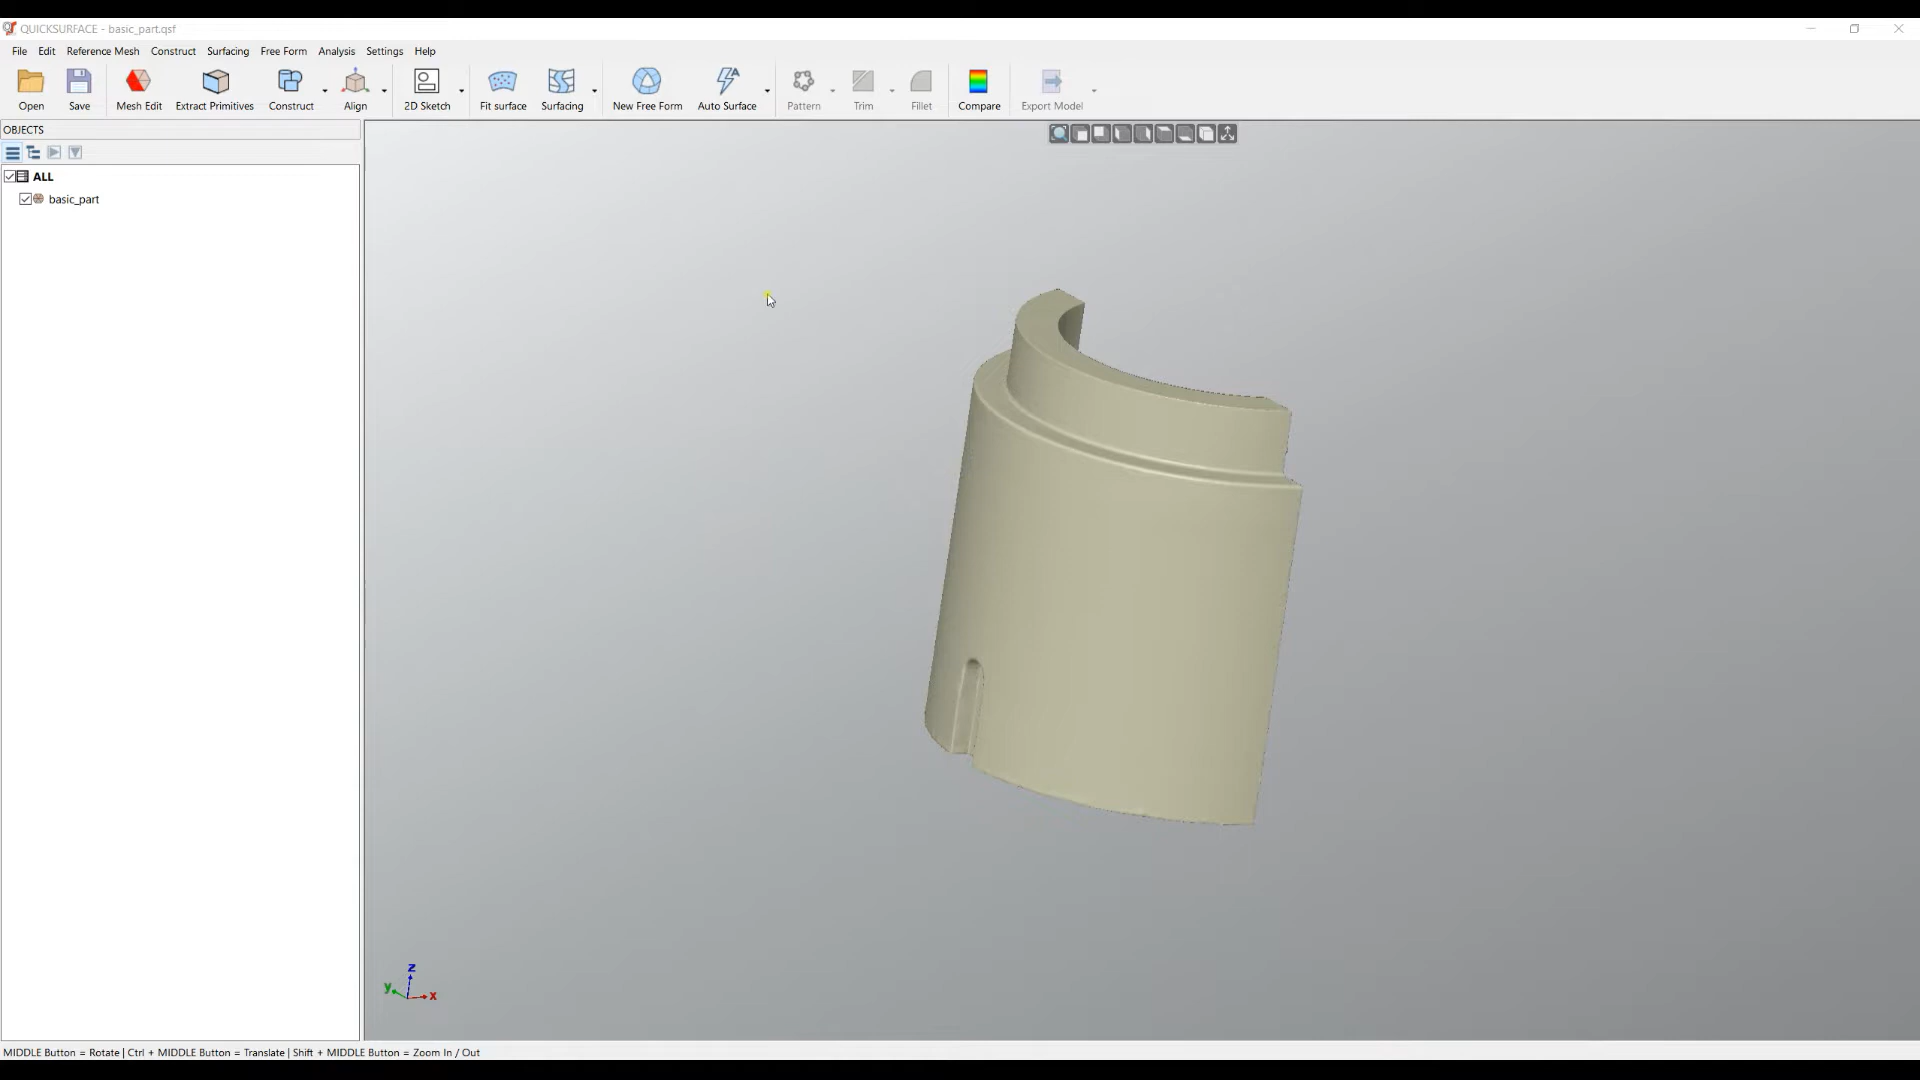 QUICKSURFACE - basic_part.qsf
File Edit Reference Mesh Construct Surfacing Free Form Analysis Settings Help
Open Save Mesh Edit Extract Primitives Construct Align 2D Sketch Fit surface Surfacing New Free Form Auto Surface Pattern Trim Fillet Compare Export Model
OBJECTS
ALL
basic_part
z
y x
MIDDLE Button = Rotate | Ctrl + MIDDLE Button = Translate | Shift + MIDDLE Button = Zoom In / Out